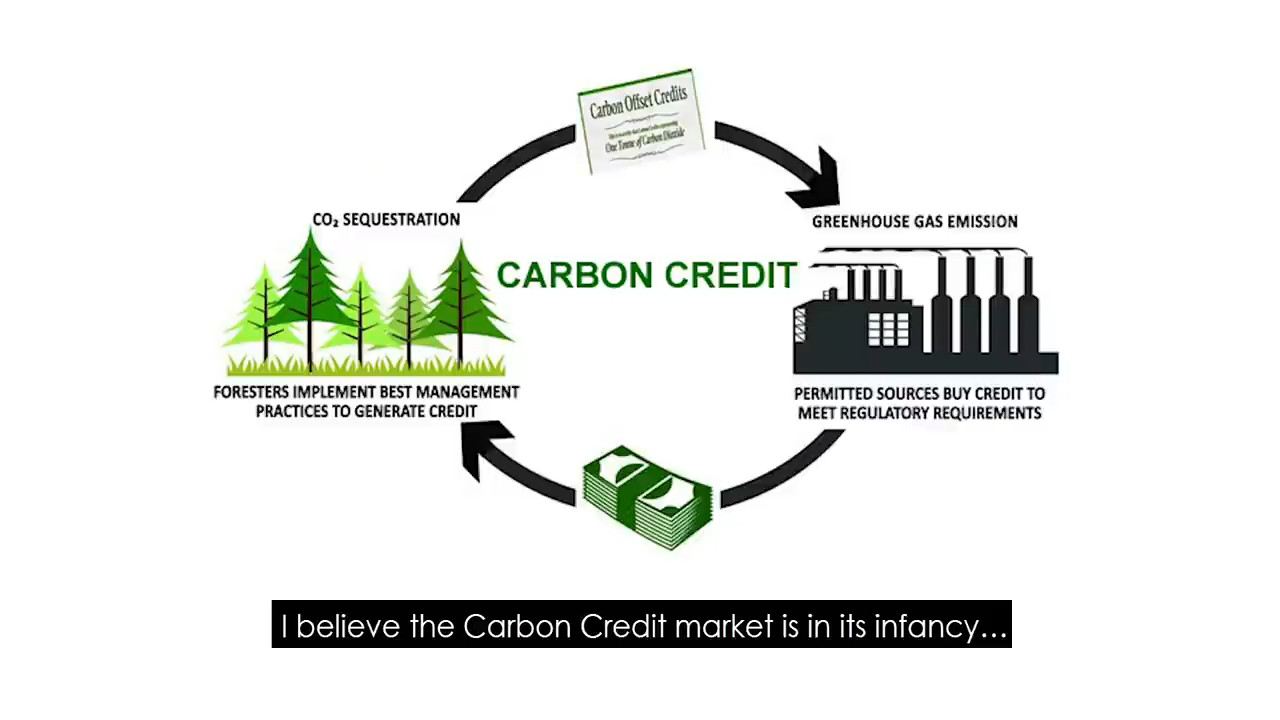 Carbon Offset Credits
One Tonne of Carbon Dioxide
CO₂ SEQUESTRATION
GREENHOUSE GAS EMISSION
CARBON CREDIT
FORESTERS IMPLEMENT BEST MANAGEMENT
PRACTICES TO GENERATE CREDIT
PERMITTED SOURCES BUY CREDIT TO
MEET REGULATORY REQUIREMENTS
I believe the Carbon Credit market is in its infancy...